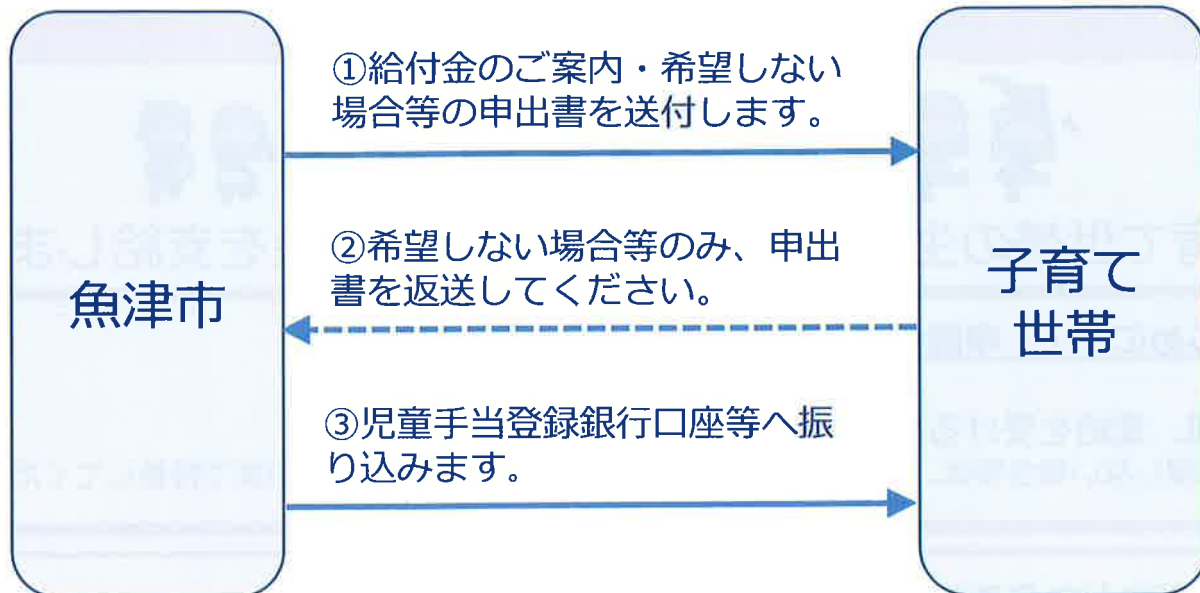 ①給付金のご案内・希望しない
場合等の申出書を送付します。
②希望しない場合等のみ、申出
書を返送してください。
魚津市
子育て
世帯
③児童手当登録銀行口座等へ振
り込みます。